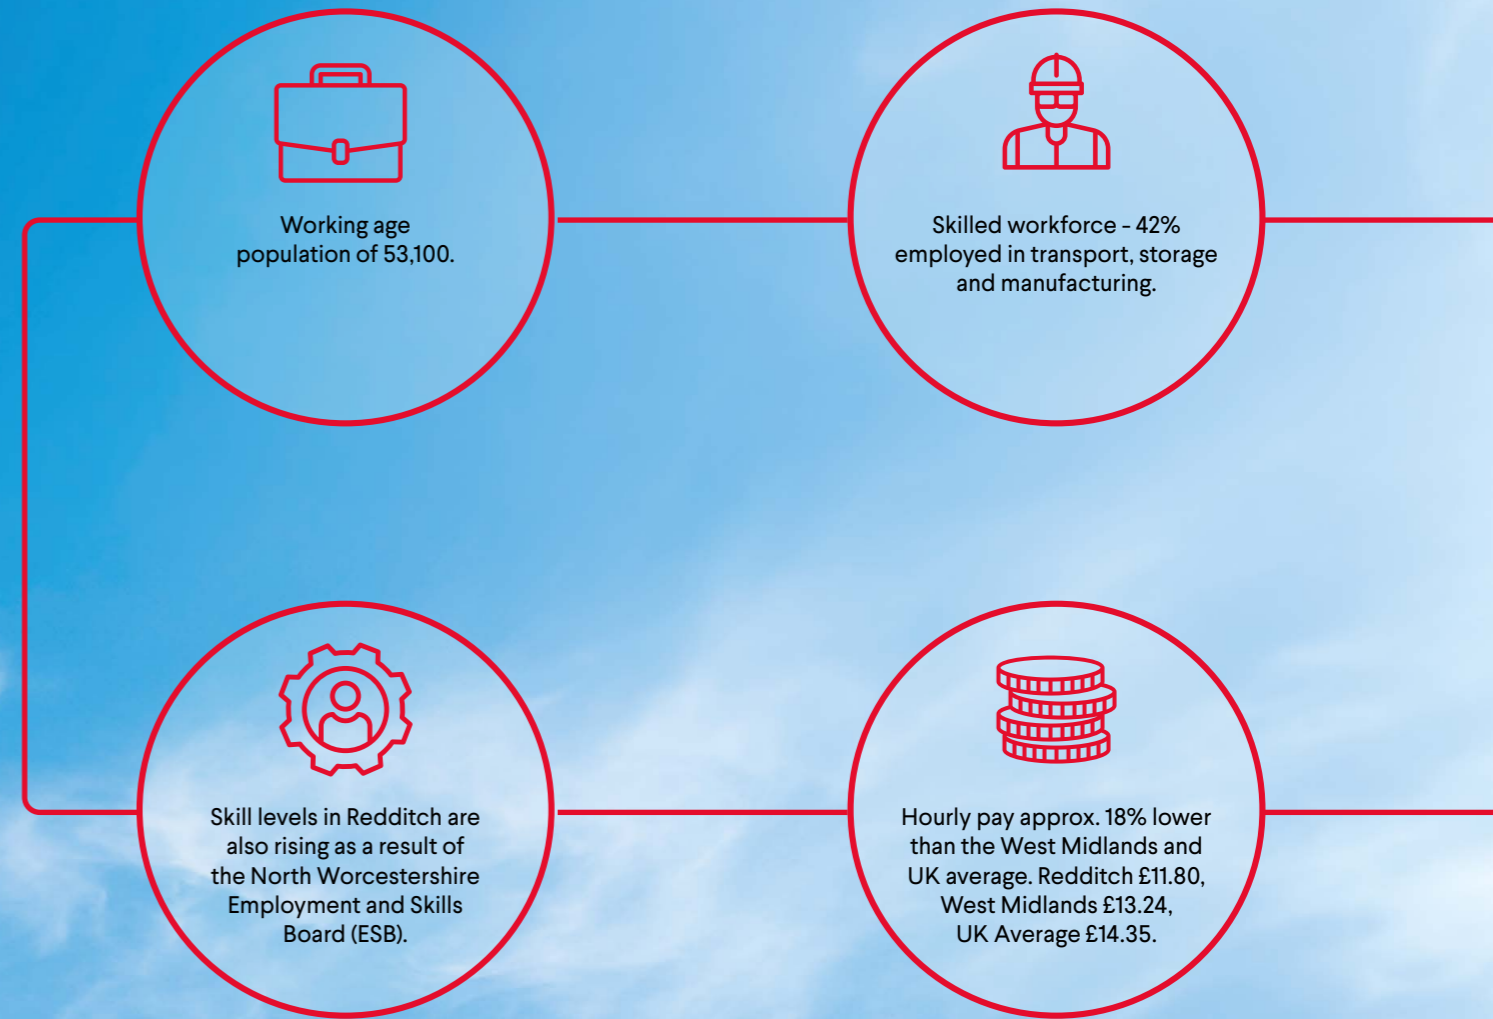 Working age
population of 53,100.
Skilled workforce - 42%
employed in transport, storage
and manufacturing.
Skill levels in Redditch are
also rising as a result of
the North Worcestershire
Employment and Skills
Board (ESB).
Hourly pay approx. 18% lower
than the West Midlands and
UK average. Redditch £11.80,
West Midlands £13.24,
UK Average £14.35.